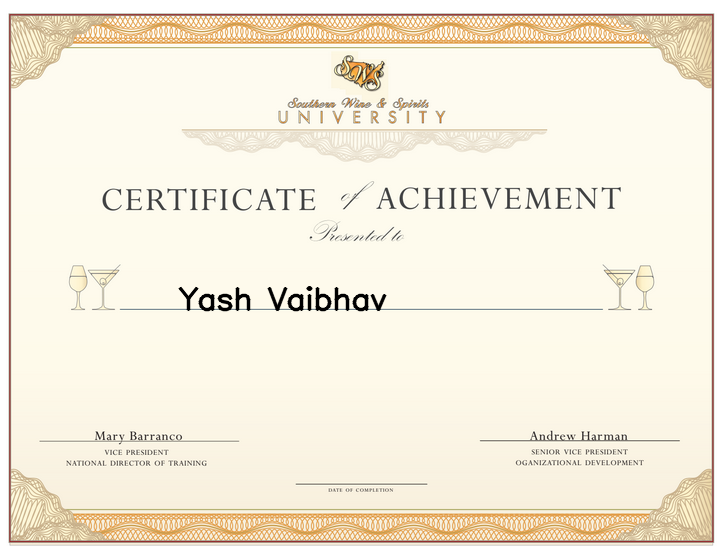 SWS
Southern Wine & Spirits
UNIVERSITY
CERTIFICATE of ACHIEVEMENT
Presented to
Yash Vaibhav
Mary Barranco
VICE PRESIDENT
NATIONAL DIRECTOR OF TRAINING
Andrew Harman
SENIOR VICE PRESIDENT
OGANIZATIONAL DEVELOPMENT
DATE OF COMPLETION